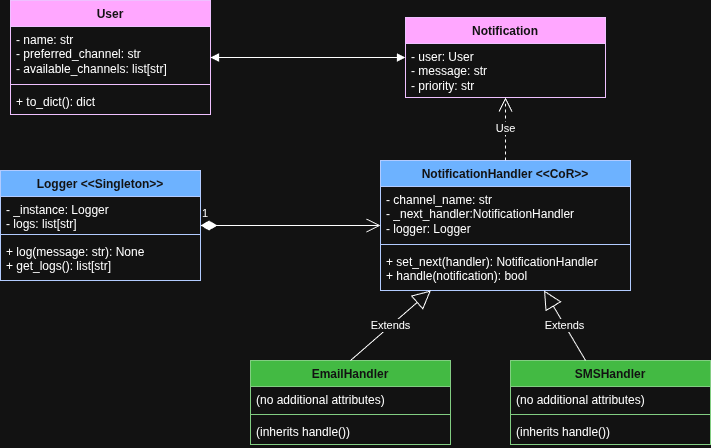 User
- name: str
- preferred_channel: str
- available_channels: list[str]
+ to_dict(): dict
Notification
- user: User
- message: str
- priority: str
Use
Logger <<Singleton>>
- _instance: Logger
- logs: list[str]
+ log(message: str): None
+ get_logs(): list[str]
1
NotificationHandler <<CoR>>
- channel_name: str
- _next_handler:NotificationHandler
- logger: Logger
+ set_next(handler): NotificationHandler
+ handle(notification): bool
Extends
Extends
EmailHandler
(no additional attributes)
(inherits handle())
SMSHandler
(no additional attributes)
(inherits handle())